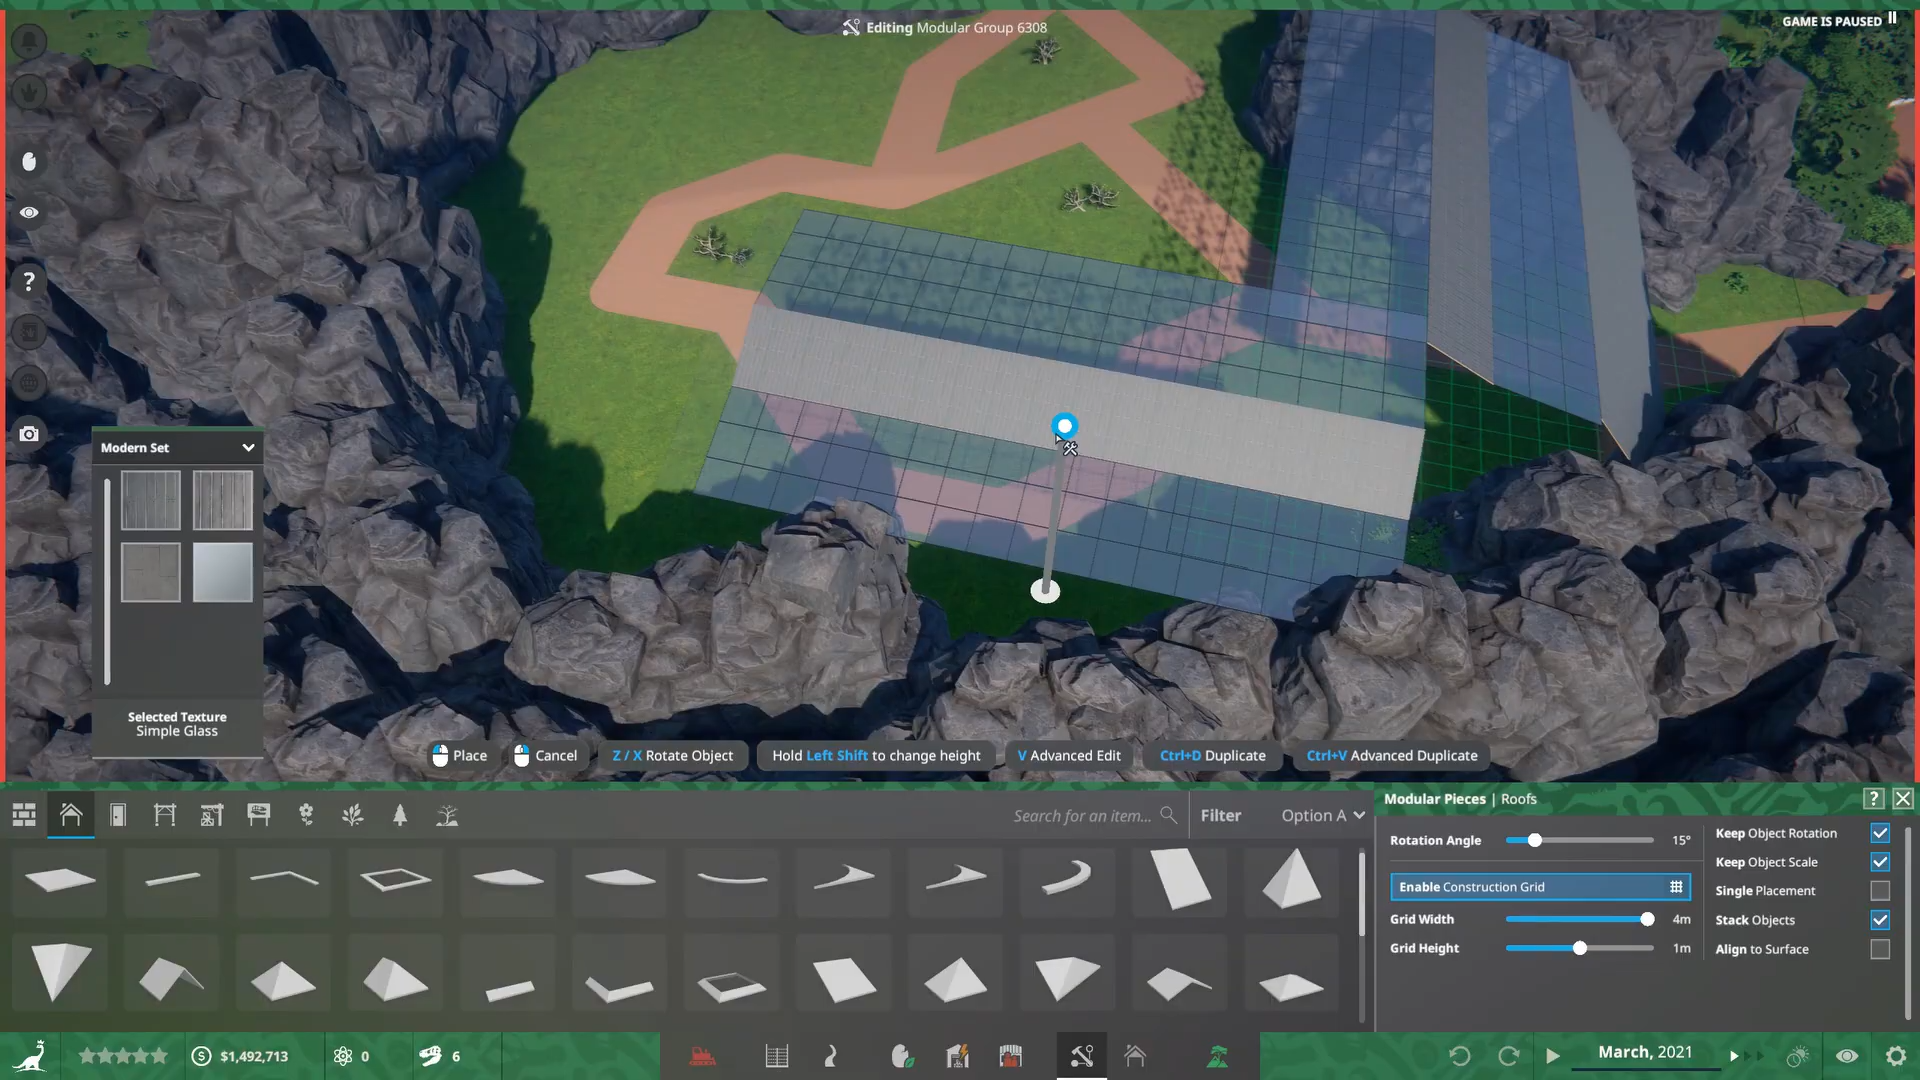 Editing Modular Group 6308
GAME IS PAUSED
?
Modern Set
Selected Texture
Simple Glass
Place
Cancel
Z / X Rotate Object
Hold Left Shift to change height
V Advanced Edit
Ctrl+D Duplicate
Ctrl+V Advanced Duplicate
Search for an item...
Filter
Option A
Modular Pieces | Roofs
?
Rotation Angle
15°
Enable Construction Grid
Grid Width
4m
Grid Height
1m
Keep Object Rotation
Keep Object Scale
Single Placement
Stack Objects
Align to Surface
$1,492,713
0
6
March, 2021